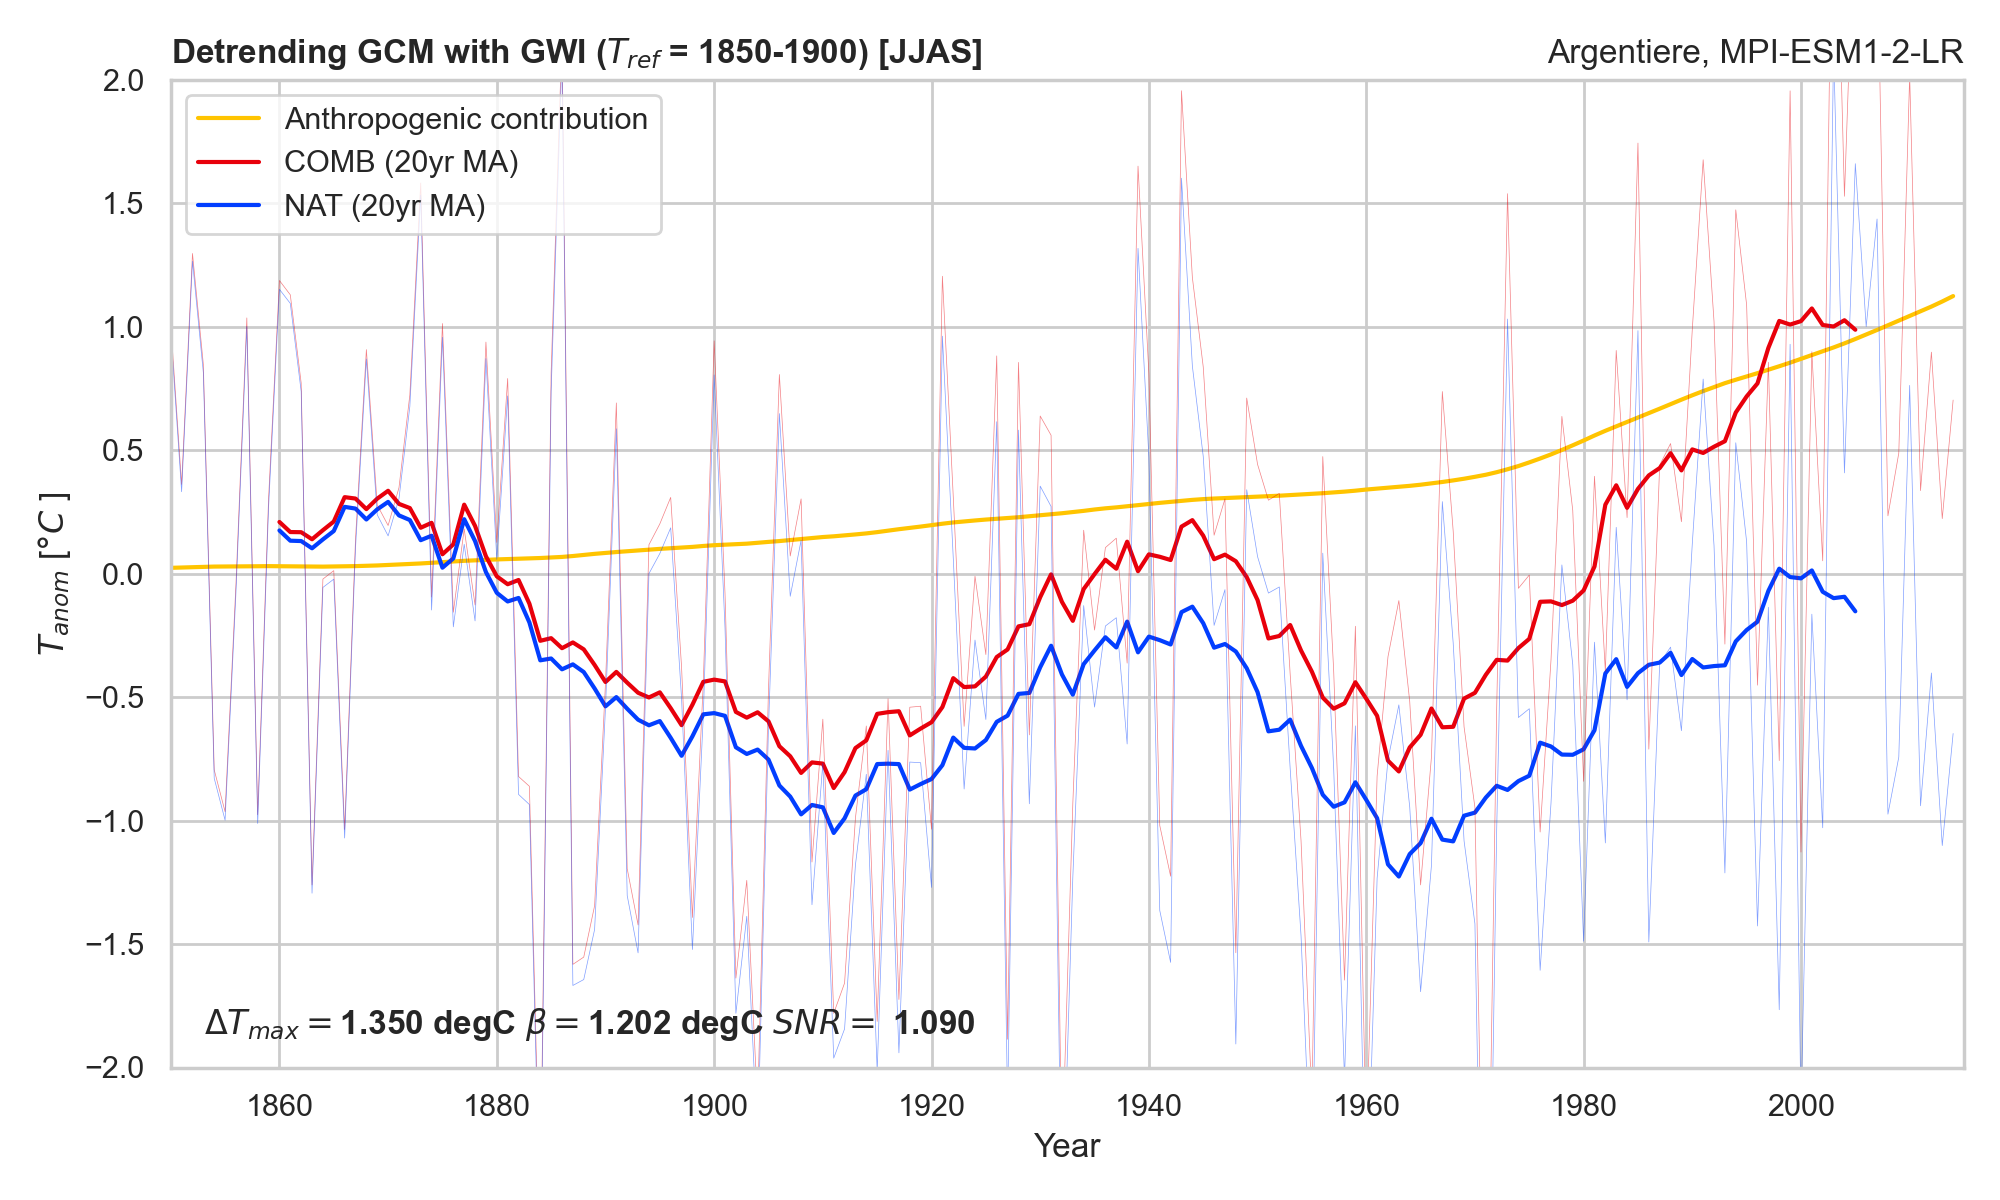 Detrending GCM with GWI (T_ref = 1850-1900) [JJAS]
Argentiere, MPI-ESM1-2-LR
Anthropogenic contribution
COMB (20yr MA)
NAT (20yr MA)
2.0
1.5
1.0
0.5
0.0
−0.5
−1.0
−1.5
−2.0
T_anom [°C]
ΔT_max = 1.350 degC β = 1.202 degC SNR = 1.090
1860 1880 1900 1920 1940 1960 1980 2000
Year